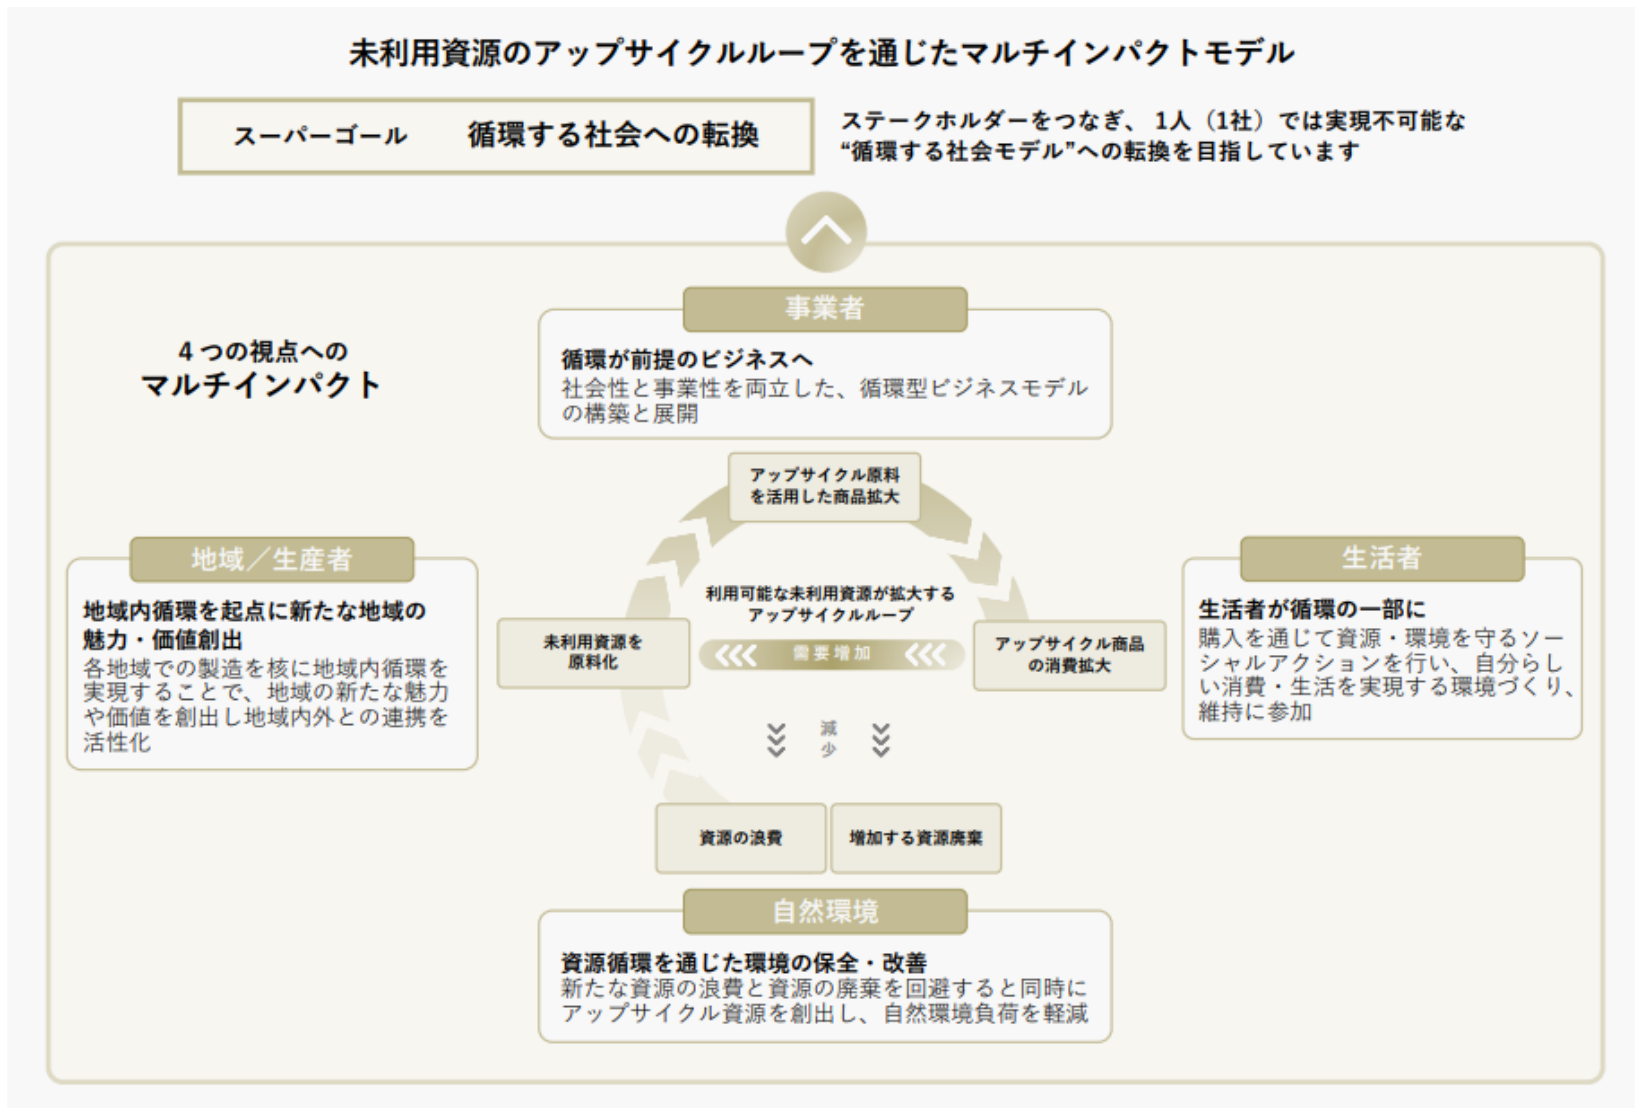 未利用資源のアップサイクルループを通じたマルチインパクトモデル
スーパーゴール 循環する社会への転換
ステークホルダーをつなぎ、1人（1社）では実現不可能な
“循環する社会モデル”への転換を目指しています
4つの視点への
マルチインパクト
事業者
循環が前提のビジネスへ
社会性と事業性を両立した、循環型ビジネスモデル
の構築と展開
アップサイクル原料
を活用した商品拡大
地域／生産者
地域内循環を起点に新たな地域の
魅力・価値創出
各地域での製造を核に地域内循環を
実現することで、地域の新たな魅力
や価値を創出し地域内外との連携を
活性化
未利用資源を
原料化
利用可能な未利用資源が拡大する
アップサイクルループ
需要増加
アップサイクル商品
の消費拡大
生活者
生活者が循環の一部に
購入を通じて資源・環境を守るソー
シャルアクションを行い、自分らし
い消費・生活を実現する環境づくり、
維持に参加
減
少
資源の浪費
増加する資源廃棄
自然環境
資源循環を通じた環境の保全・改善
新たな資源の浪費と資源の廃棄を回避すると同時に
アップサイクル資源を創出し、自然環境負荷を軽減